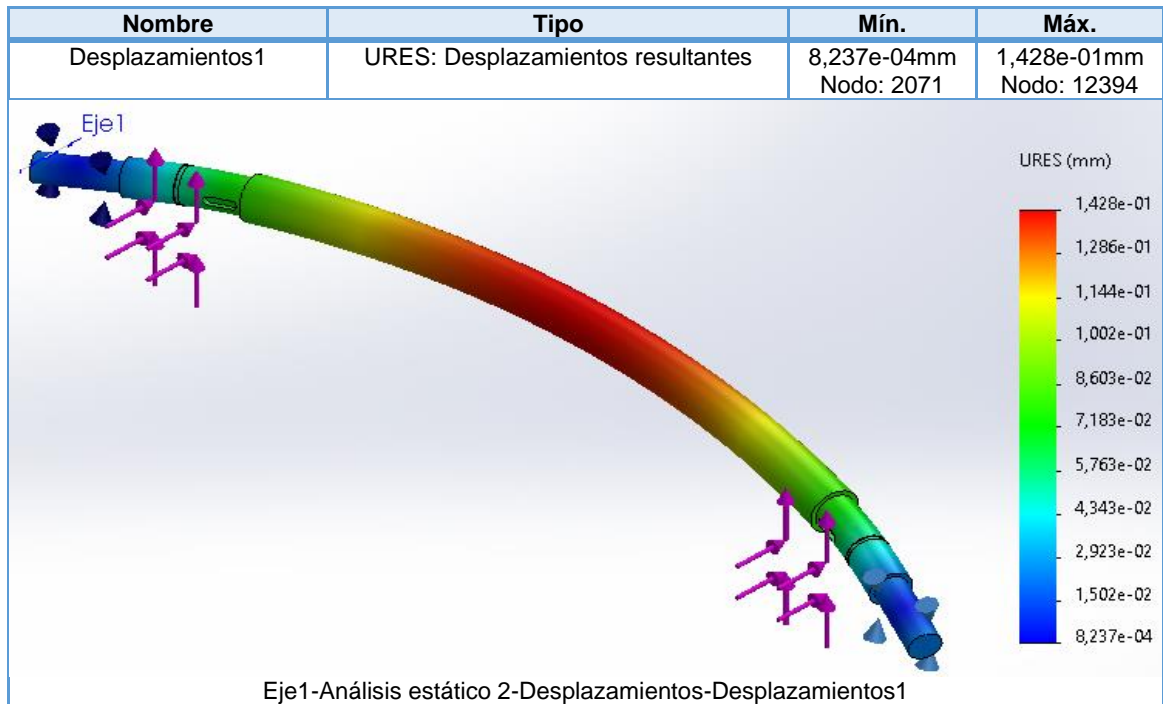 Nombre Tipo Mín. Máx.
Desplazamientos1 URES: Desplazamientos resultantes 8,237e-04mm 1,428e-01mm
Nodo: 2071 Nodo: 12394
Eje1
URES (mm)
1,428e-01
1,286e-01
1,144e-01
1,002e-01
8,603e-02
7,183e-02
5,763e-02
4,343e-02
2,923e-02
1,502e-02
8,237e-04
Eje1-Análisis estático 2-Desplazamientos-Desplazamientos1